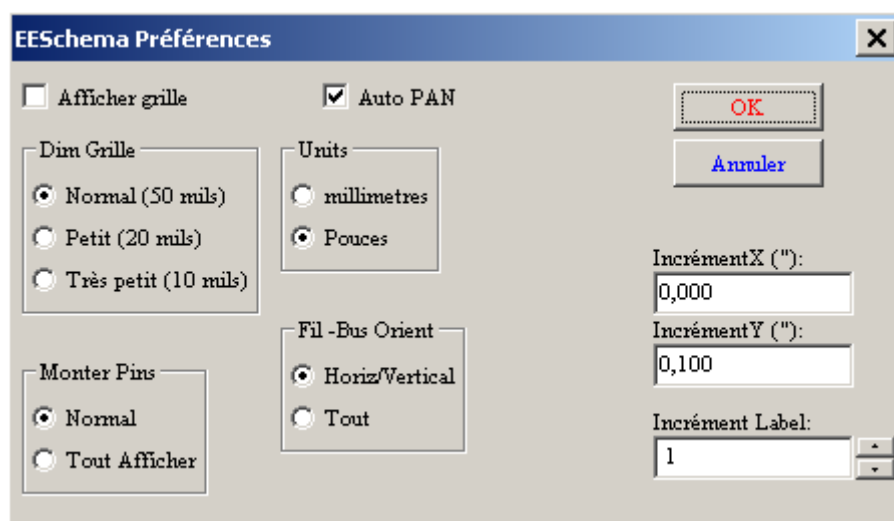 EESchema Préférences
Afficher grille
Auto PAN
OK
Annuler
Dim Grille
Normal (50 mils)
Petit (20 mils)
Très petit (10 mils)
Units
millimetres
Pouces
IncrémentX ("):
0,000
IncrémentY ("):
0,100
Fil -Bus Orient
Horiz/Vertical
Tout
Monter Pins
Normal
Tout Afficher
Incrément Label:
1